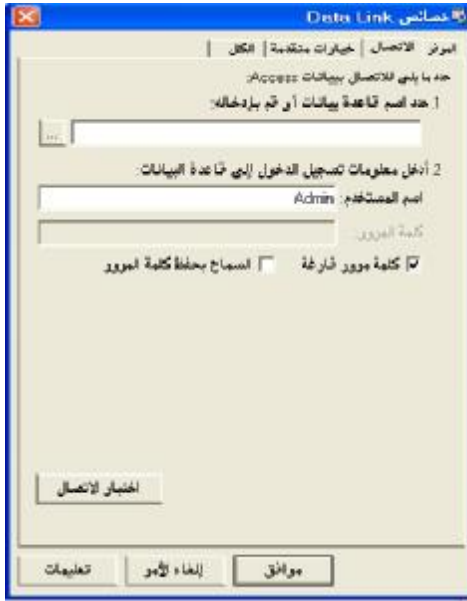 خصائص Data Link
الموفر الاتصال خيارات متقدمة الكل
حدد ما يلي للاتصال ببيانات Access:
1 حدد اسم قاعدة بيانات أو قم بإدخاله:
...
2 أدخل معلومات تسجيل الدخول إلى قاعدة البيانات:
اسم المستخدم: Admin
كلمة المرور:
كلمة مرور فارغة السماح بحفظ كلمة المرور
اختبار الاتصال
موافق إلغاء الأمر تعليمات